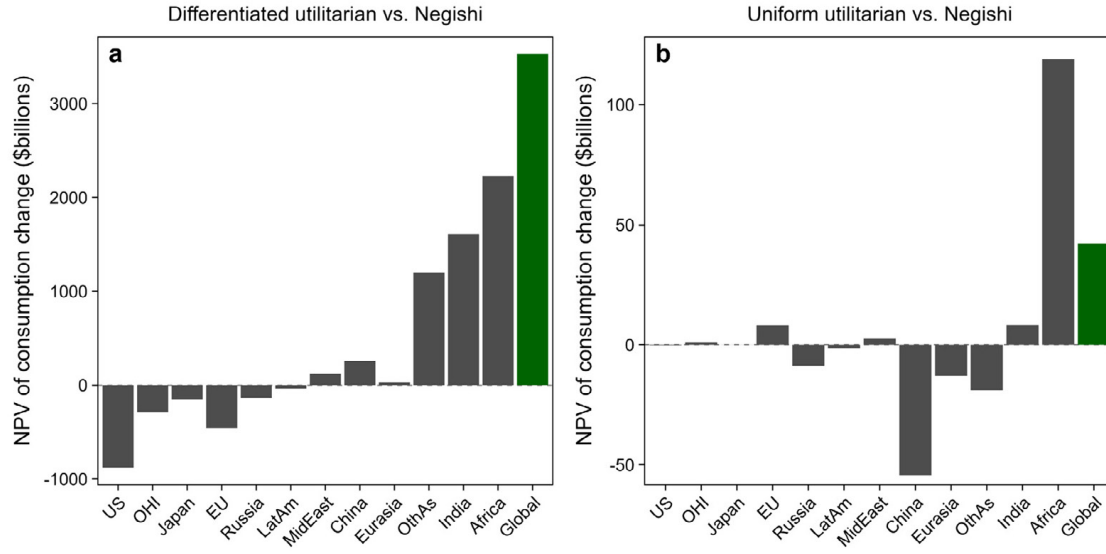 Differentiated utilitarian vs. Negishi
a
NPV of consumption change ($billions)
3000
2000
1000
0
-1000
US
OHI
Japan
EU
Russia
LatAm
MidEast
China
Eurasia
OthAs
India
Africa
Global
Uniform utilitarian vs. Negishi
b
NPV of consumption change ($billions)
100
50
0
-50
US
OHI
Japan
EU
Russia
LatAm
MidEast
China
Eurasia
OthAs
India
Africa
Global